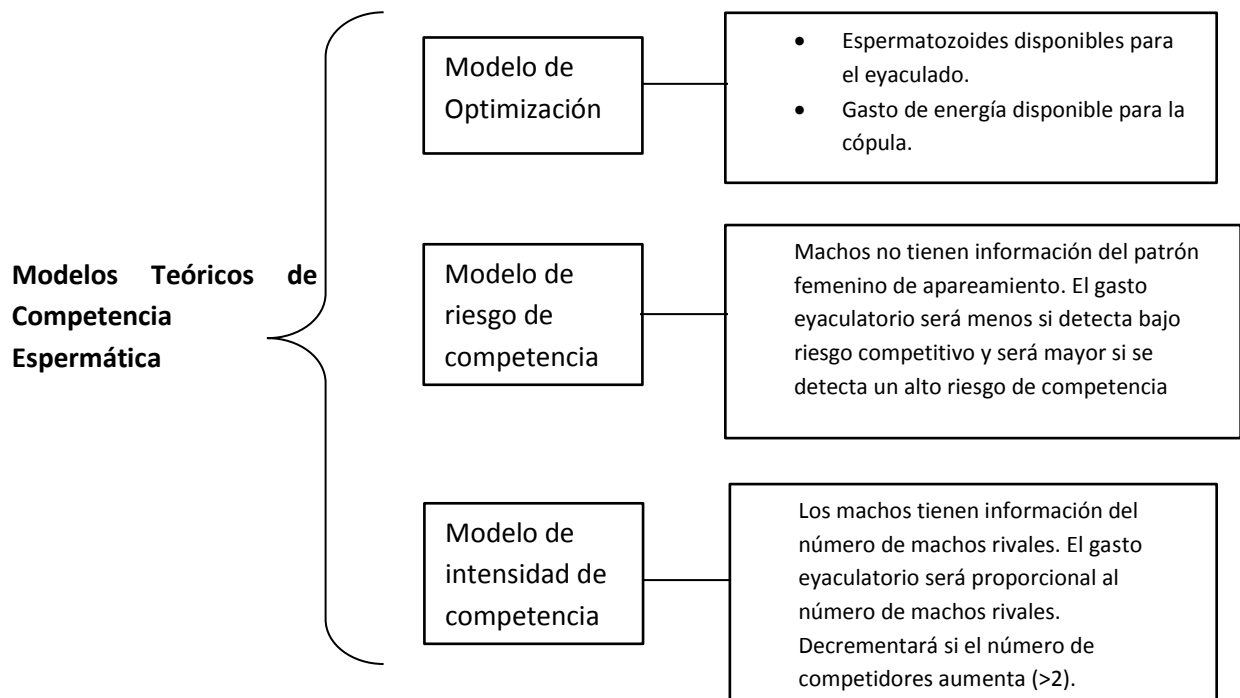 Modelos Teóricos de
Competencia
Espermática
Modelo de
Optimización
• Espermatozoides disponibles para
el eyaculado.
• Gasto de energía disponible para la
cópula.
Modelo de
riesgo de
competencia
Machos no tienen información del patrón
femenino de apareamiento. El gasto
eyaculatorio será menos si detecta bajo
riesgo competitivo y será mayor si se
detecta un alto riesgo de competencia
Modelo de
intensidad de
competencia
Los machos tienen información del
número de machos rivales. El gasto
eyaculatorio será proporcional al
número de machos rivales.
Decrementará si el número de
competidores aumenta (>2).